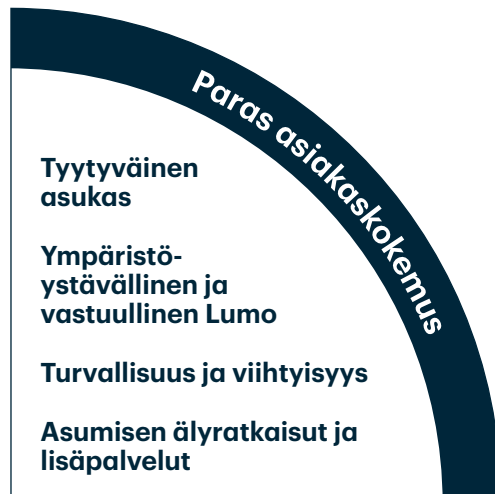 Paras asiakaskokemus
Tyytyväinen
asukas
Ympäristö-
ystävällinen ja
vastuullinen Lumo
Turvallisuus ja viihtyisyys
Asumisen älyratkaisut ja
lisäpalvelut